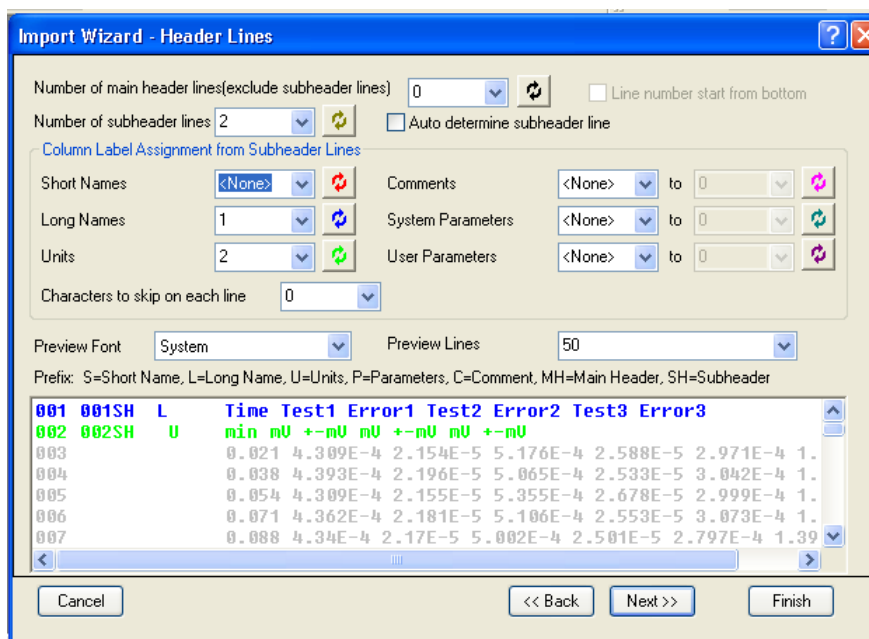 Import Wizard - Header Lines
Number of main header lines(exclude subheader lines) 0 Line number start from bottom
Number of subheader lines 2 Auto determine subheader line
Column Label Assignment from Subheader Lines
Short Names <None> Comments <None> to 0
Long Names 1 System Parameters <None> to 0
Units 2 User Parameters <None> to 0
Characters to skip on each line 0
Preview Font System Preview Lines 50
Prefix: S=Short Name, L=Long Name, U=Units, P=Parameters, C=Comment, MH=Main Header, SH=Subheader
001 001SH L Time Test1 Error1 Test2 Error2 Test3 Error3
002 002SH U min mV +-mV mV +-mV mV +-mV
003 0.021 4.309E-4 2.154E-5 5.176E-4 2.588E-5 2.971E-4 1.
004 0.038 4.393E-4 2.196E-5 5.065E-4 2.533E-5 3.042E-4 1.
005 0.054 4.309E-4 2.155E-5 5.355E-4 2.678E-5 2.999E-4 1.
006 0.071 4.362E-4 2.181E-5 5.106E-4 2.553E-5 3.073E-4 1.
007 0.088 4.34E-4 2.17E-5 5.002E-4 2.501E-5 2.797E-4 1.39
Cancel << Back Next >> Finish